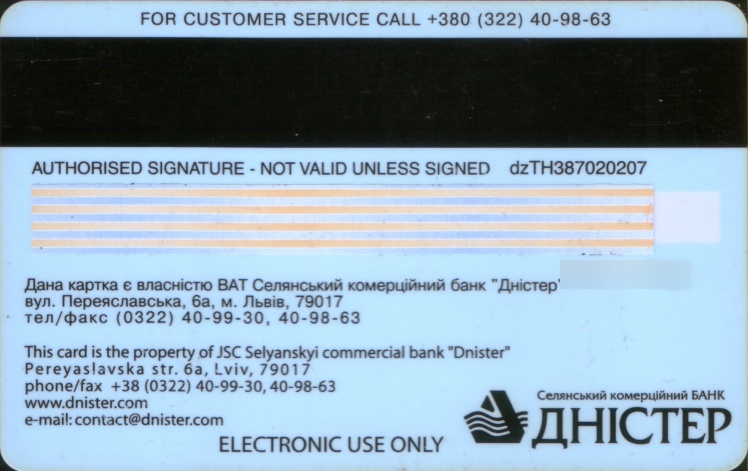 FOR CUSTOMER SERVICE CALL +380 (322) 40-98-63
AUTHORISED SIGNATURE - NOT VALID UNLESS SIGNED dzTH387020207
Дана картка є власністю ВАТ Селянський комерційний банк "Дністер"
вул. Переяславська, 6а, м. Львів, 79017
тел/факс (0322) 40-99-30, 40-98-63
This card is the property of JSC Selyanskyi commercial bank "Dnister"
Pereyaslavska str. 6a, Lviv, 79017
phone/fax +38 (0322) 40-99-30, 40-98-63
www.dnister.com
e-mail: contact@dnister.com
Селянський комерційний БАНК
ДНІСТЕР
ELECTRONIC USE ONLY